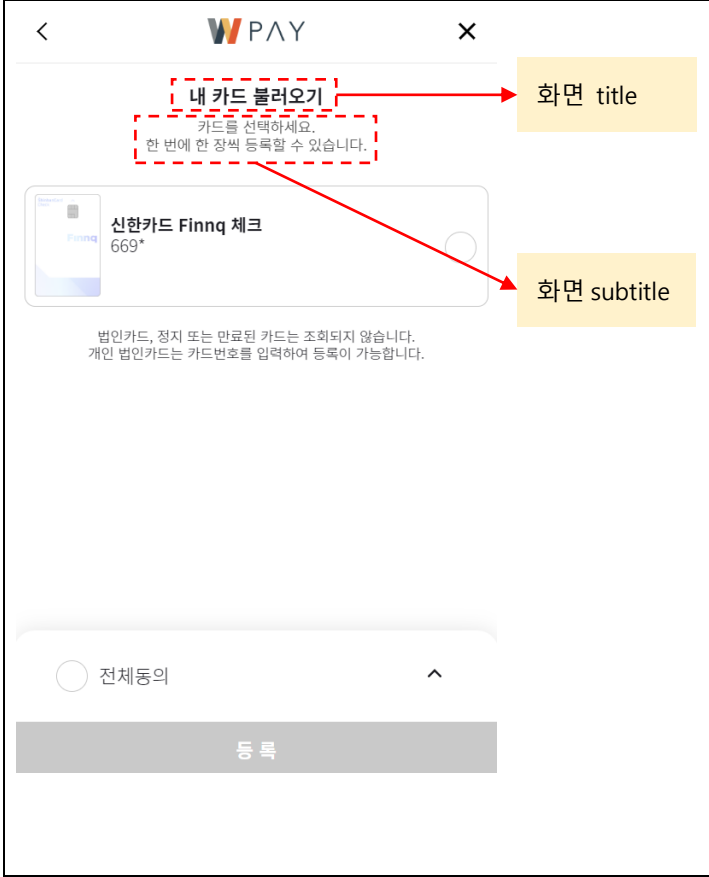 W PAY
내 카드 불러오기
화면 title
카드를 선택하세요.
한 번에 한 장씩 등록할 수 있습니다.
Finnq
신한카드 Finnq 체크
669*
화면 subtitle
법인카드, 정지 또는 만료된 카드는 조회되지 않습니다.
개인 법인카드는 카드번호를 입력하여 등록이 가능합니다.
전체동의
등 록